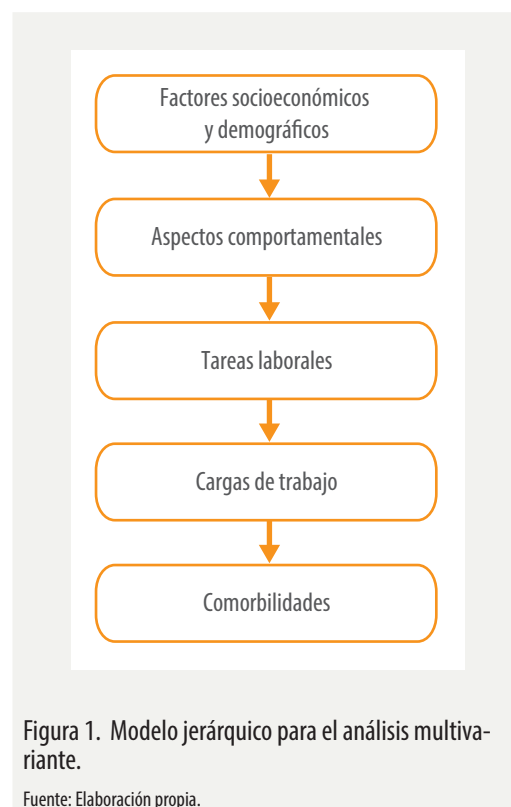 Factores socioeconómicos
y demográficos
Aspectos comportamentales
Tareas laborales
Cargas de trabajo
Comorbilidades
Figura 1. Modelo jerárquico para el análisis multiva-
riante.
Fuente: Elaboración propia.